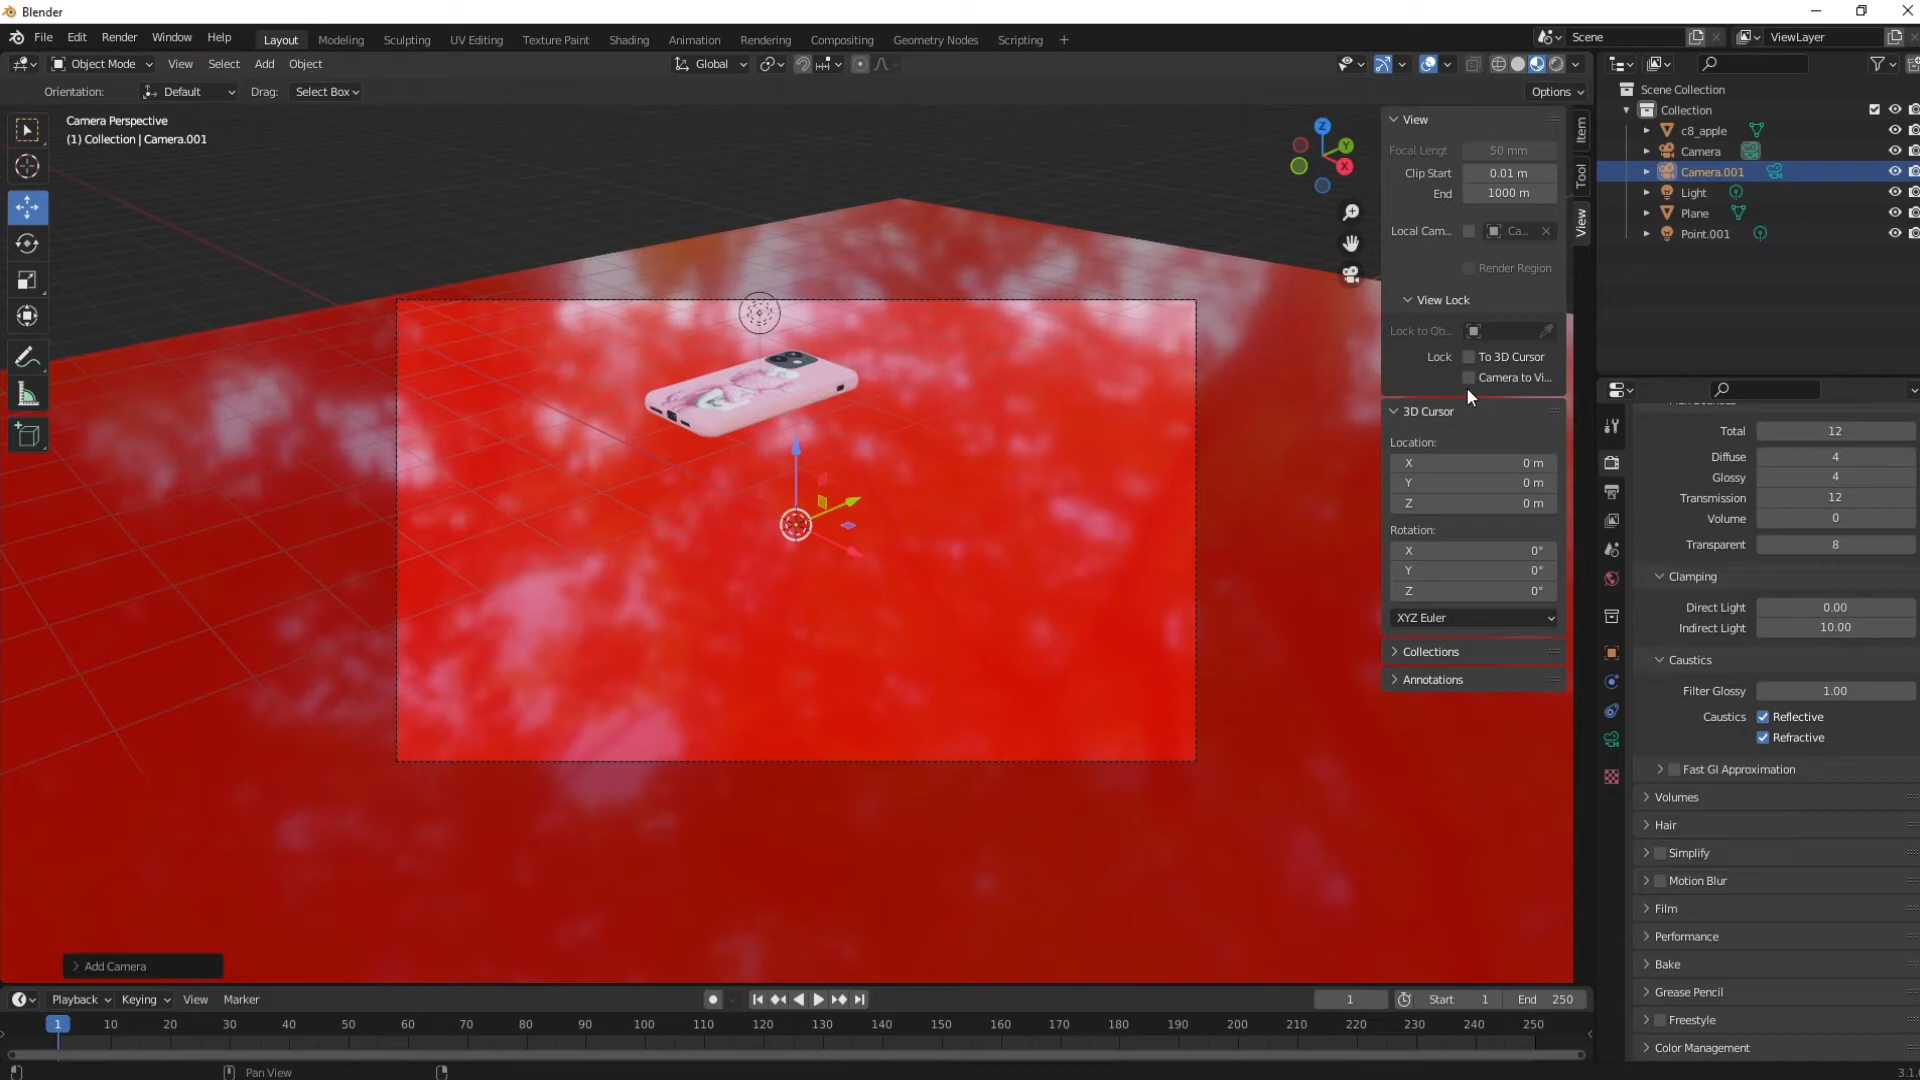 Blender
File Edit Render Window Help
Layout Modeling Sculpting UV Editing Texture Paint Shading Animation Rendering Compositing Geometry Nodes Scripting +
Scene
ViewLayer
Object Mode View Select Add Object
Global
Orientation: Default Drag: Select Box
Options
Camera Perspective
(1) Collection | Camera.001
Z
Y
X
View
Focal Lengt 50 mm
Clip Start 0.01 m
End 1000 m
Local Cam... Ca...
Render Region
View Lock
Lock to Ob...
Lock To 3D Cursor
Camera to Vi...
3D Cursor
Location:
X 0 m
Y 0 m
Z 0 m
Rotation:
X 0°
Y 0°
Z 0°
XYZ Euler
Collections
Annotations
Item
Tool
View
Scene Collection
Collection
c8_apple
Camera
Camera.001
Light
Plane
Point.001
Total 12
Diffuse 4
Glossy 4
Transmission 12
Volume 0
Transparent 8
Clamping
Direct Light 0.00
Indirect Light 10.00
Caustics
Filter Glossy 1.00
Caustics Reflective
Refractive
Fast GI Approximation
Volumes
Hair
Simplify
Motion Blur
Film
Performance
Bake
Grease Pencil
Freestyle
Color Management
Add Camera
Playback Keying View Marker
1 Start 1 End 250
1 10 20 30 40 50 60 70 80 90 100 110 120 130 140 150 160 170 180 190 200 210 220 230 240 250
Pan View